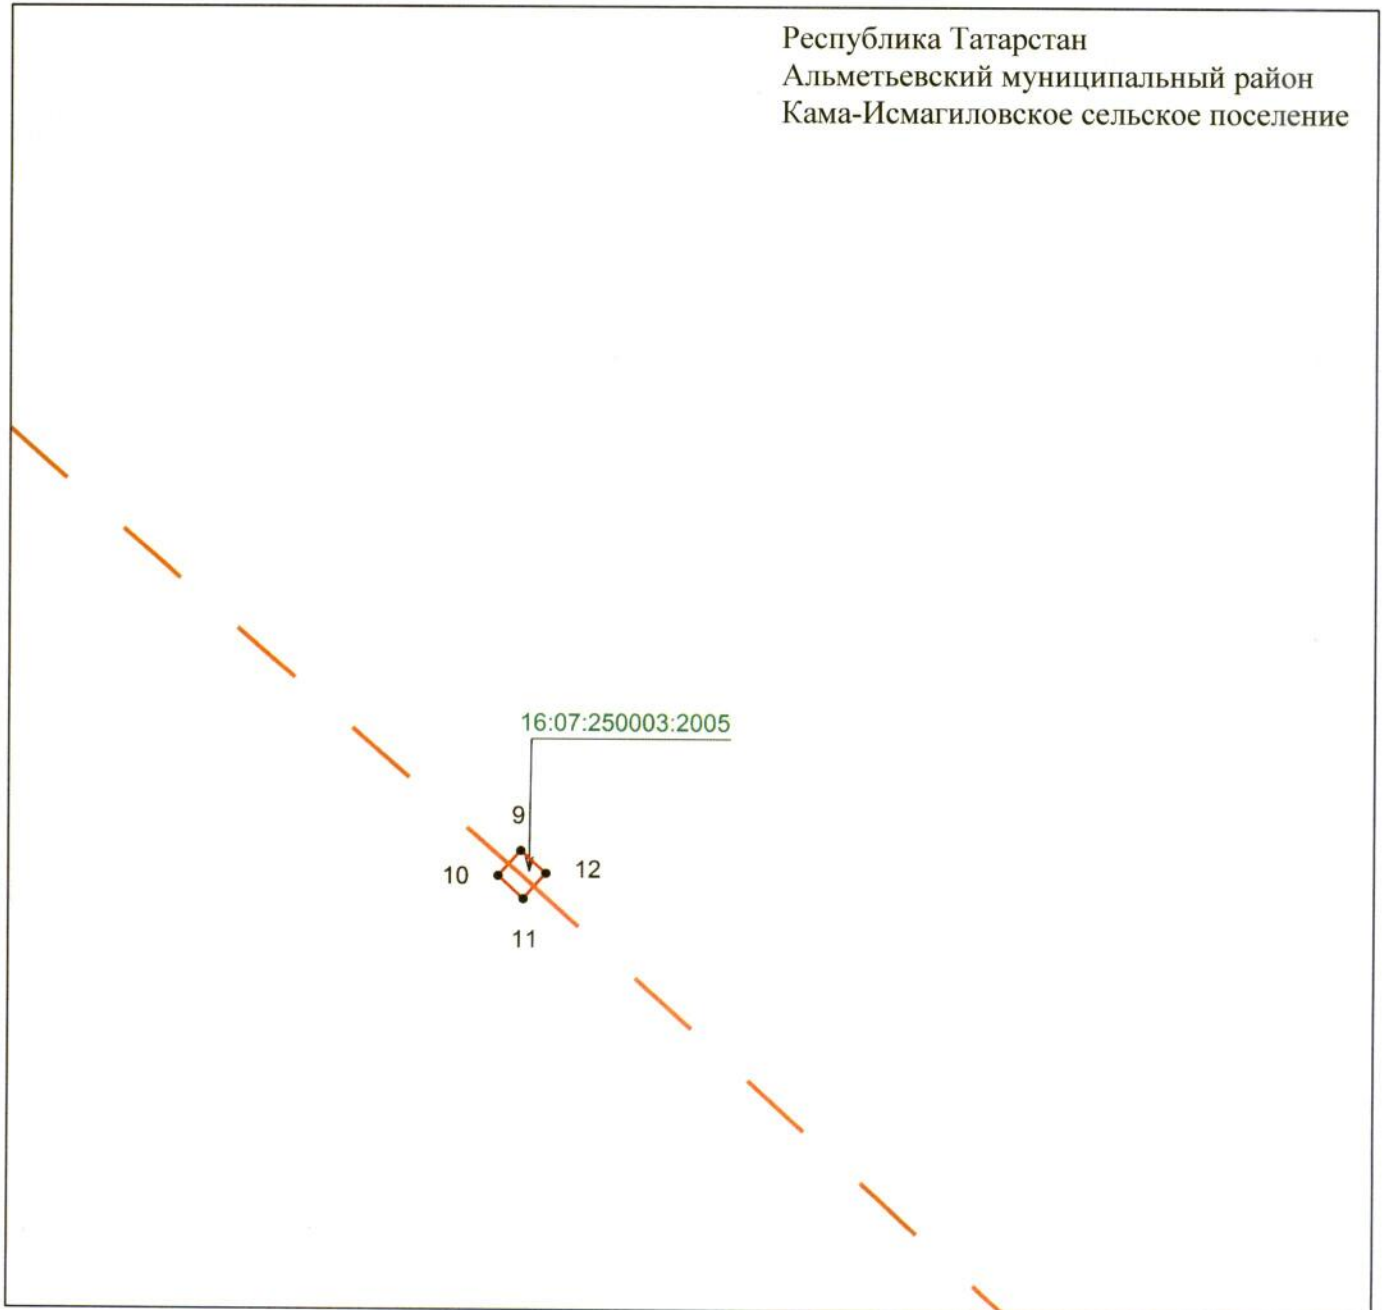 Республика Татарстан
Альметьевский муниципальный район
Кама-Исмагиловское сельское поселение
16:07:250003:2005
9
10
12
11